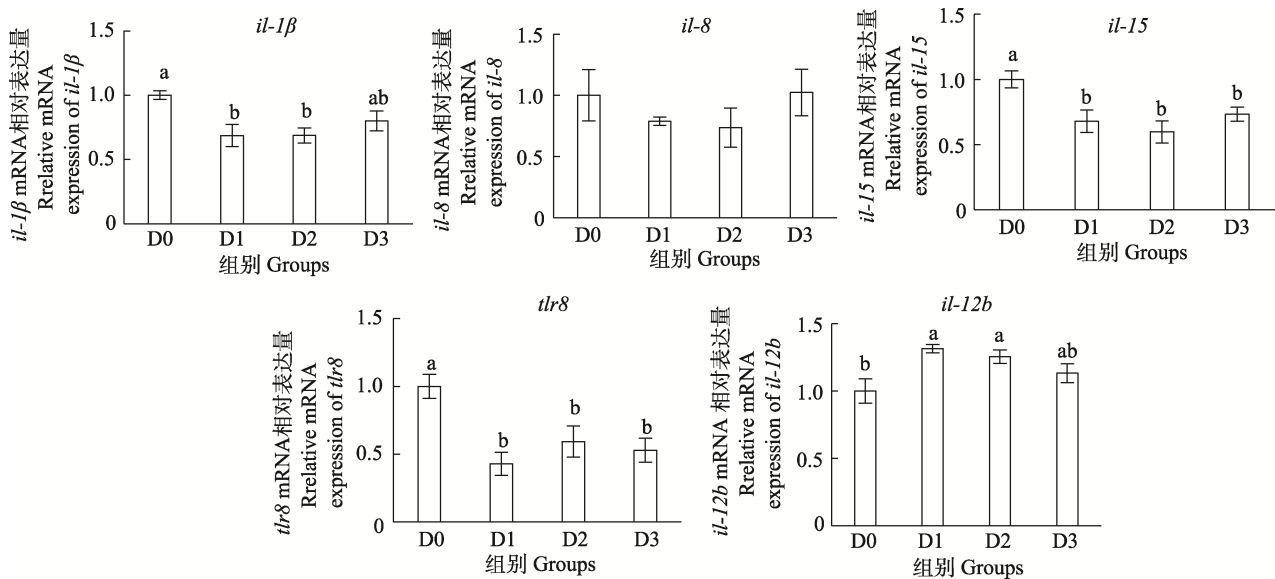 il-1β
il-1β mRNA相对表达量
Rrelative mRNA
expression of il-1β
1.5
1.0
0.5
0
a
b
b
ab
D0 D1 D2 D3
组别 Groups
il-8
il-8 mRNA相对表达量
Rrelative mRNA
expression of il-8
1.5
1.0
0.5
0
D0 D1 D2 D3
组别 Groups
il-15
il-15 mRNA相对表达量
Rrelative mRNA
expression of il-15
1.5
1.0
0.5
0
a
b
b
b
D0 D1 D2 D3
组别 Groups
tlr8
tlr8 mRNA相对表达量
Rrelative mRNA
expression of tlr8
1.5
1.0
0.5
0
a
b
b
b
D0 D1 D2 D3
组别 Groups
il-12b
il-12b mRNA 相对表达量
Rrelative mRNA
expression of il-12b
1.5
1.0
0.5
0
b
a
a
ab
D0 D1 D2 D3
组别 Groups